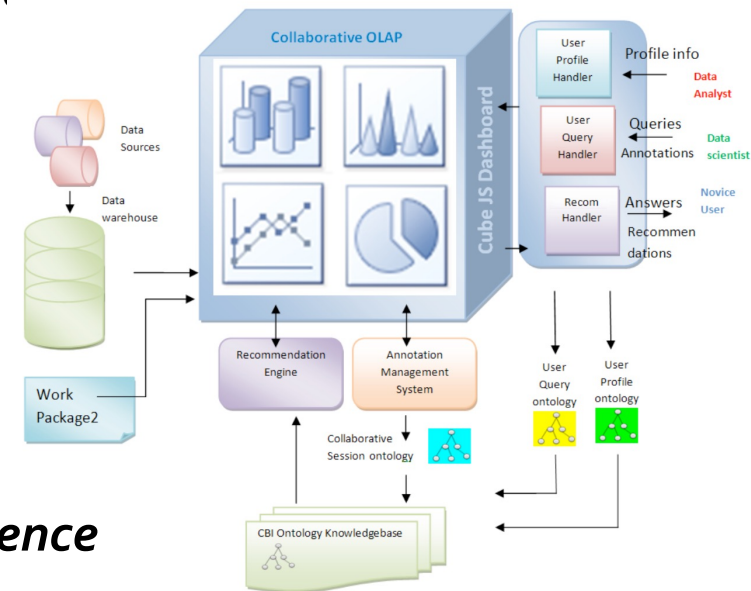 Collaborative OLAP
Cube JS Dashboard
User
Profile
Handler
Profile info
Data
Analyst
User
Query
Handler
Queries
Annotations
Data
scientist
Recom
Handler
Answers
Recommen
dations
Novice
User
Data
Sources
Data
warehouse
Work
Package2
Recommendation
Engine
Annotation
Management
System
User
Query
ontology
User
Profile
ontology
Collaborative
Session ontology
CBI Ontology Knowledgebase
ence